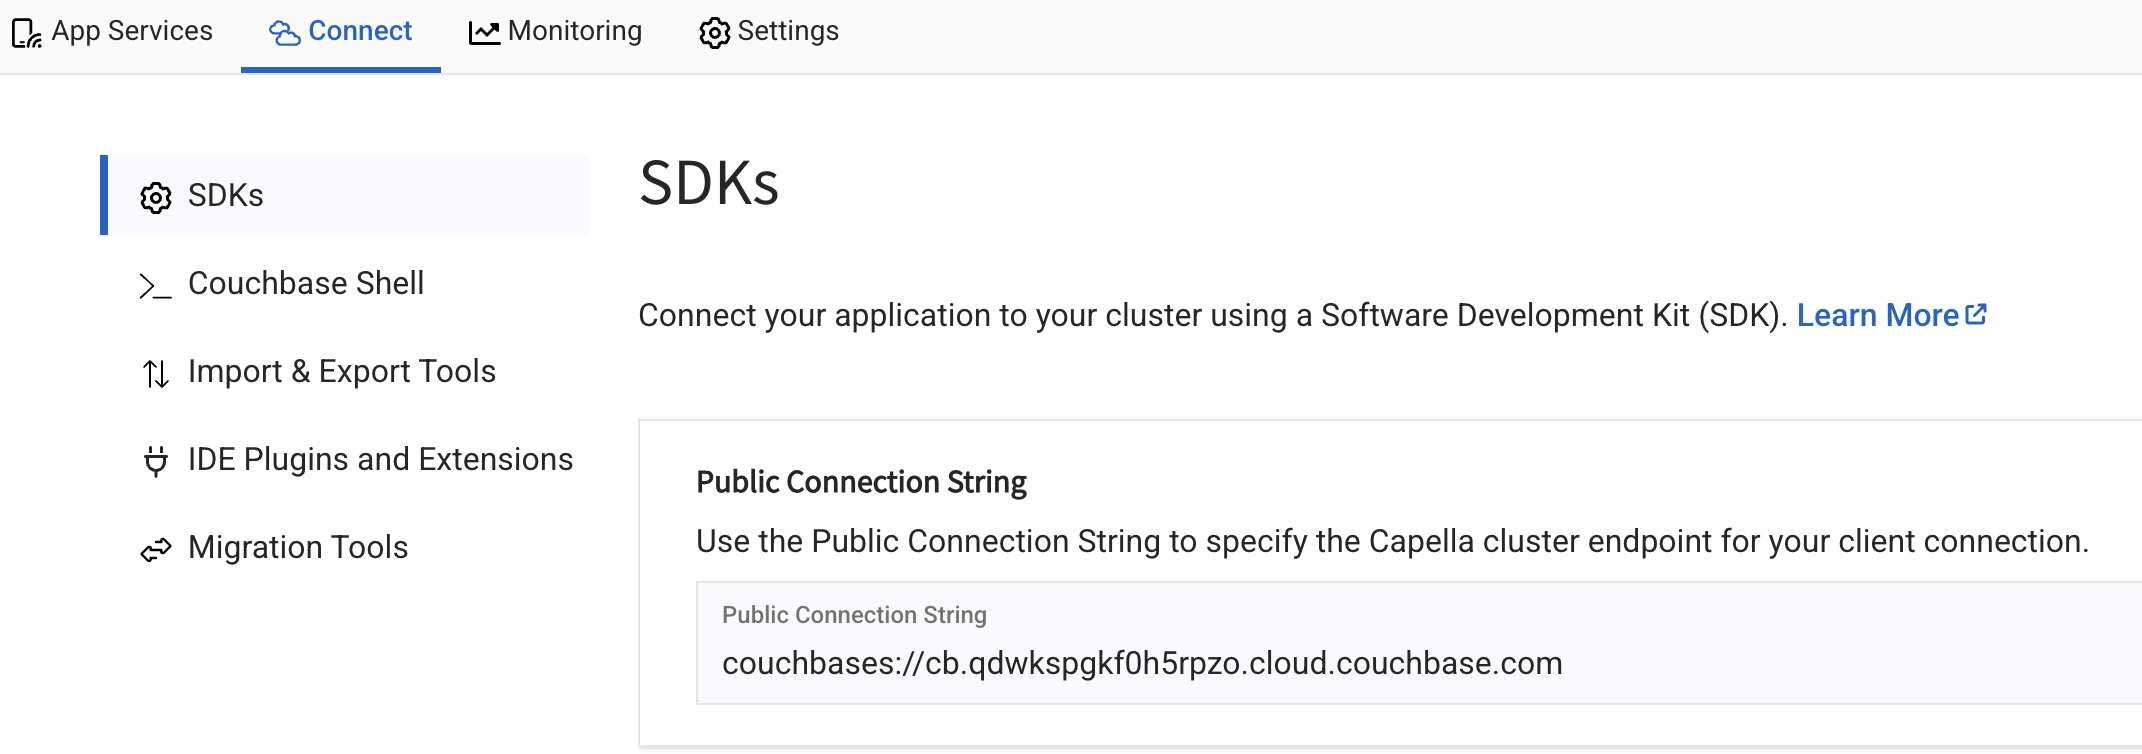 App Services
Connect
Monitoring
Settings
SDKs
Couchbase Shell
Import & Export Tools
IDE Plugins and Extensions
Migration Tools
SDKs
Connect your application to your cluster using a Software Development Kit (SDK). Learn More
Public Connection String
Use the Public Connection String to specify the Capella cluster endpoint for your client connection.
Public Connection String
couchbases://cb.qdwkspgkf0h5rpzo.cloud.couchbase.com